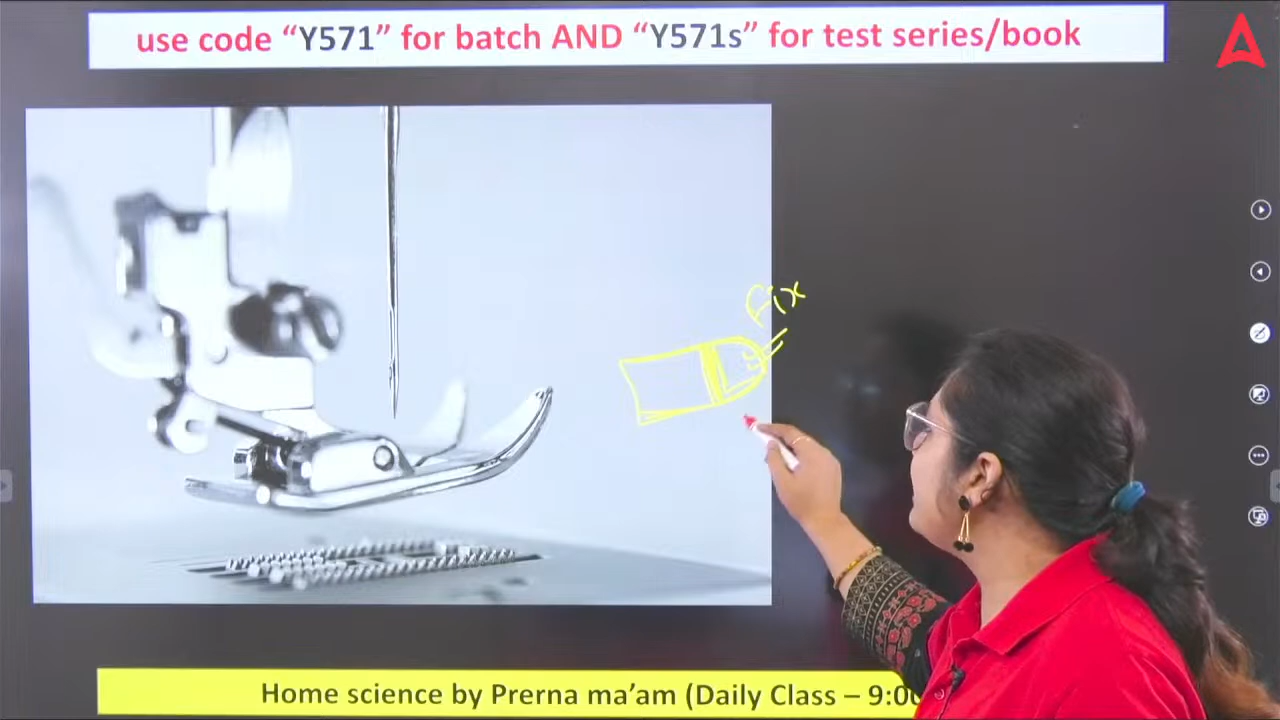 use code “Y571” for batch AND “Y571s” for test series/book
Fix
Home science by Prerna ma’am (Daily Class – 9:00